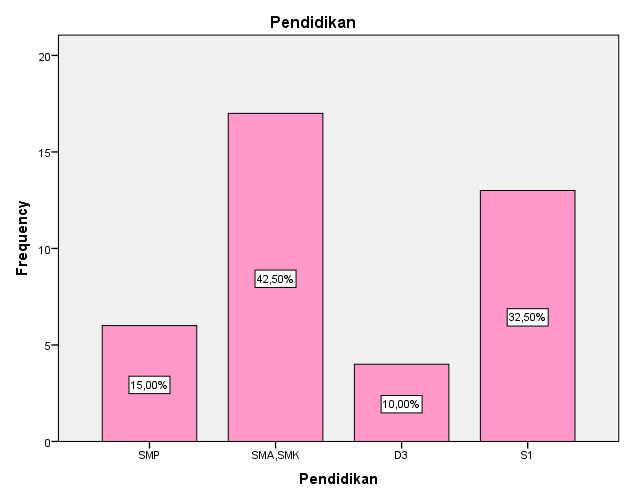 Pendidikan
20
15
10
5
0
Frequency
42,50%
32,50%
15,00%
10,00%
SMP
SMA,SMK
D3
S1
Pendidikan